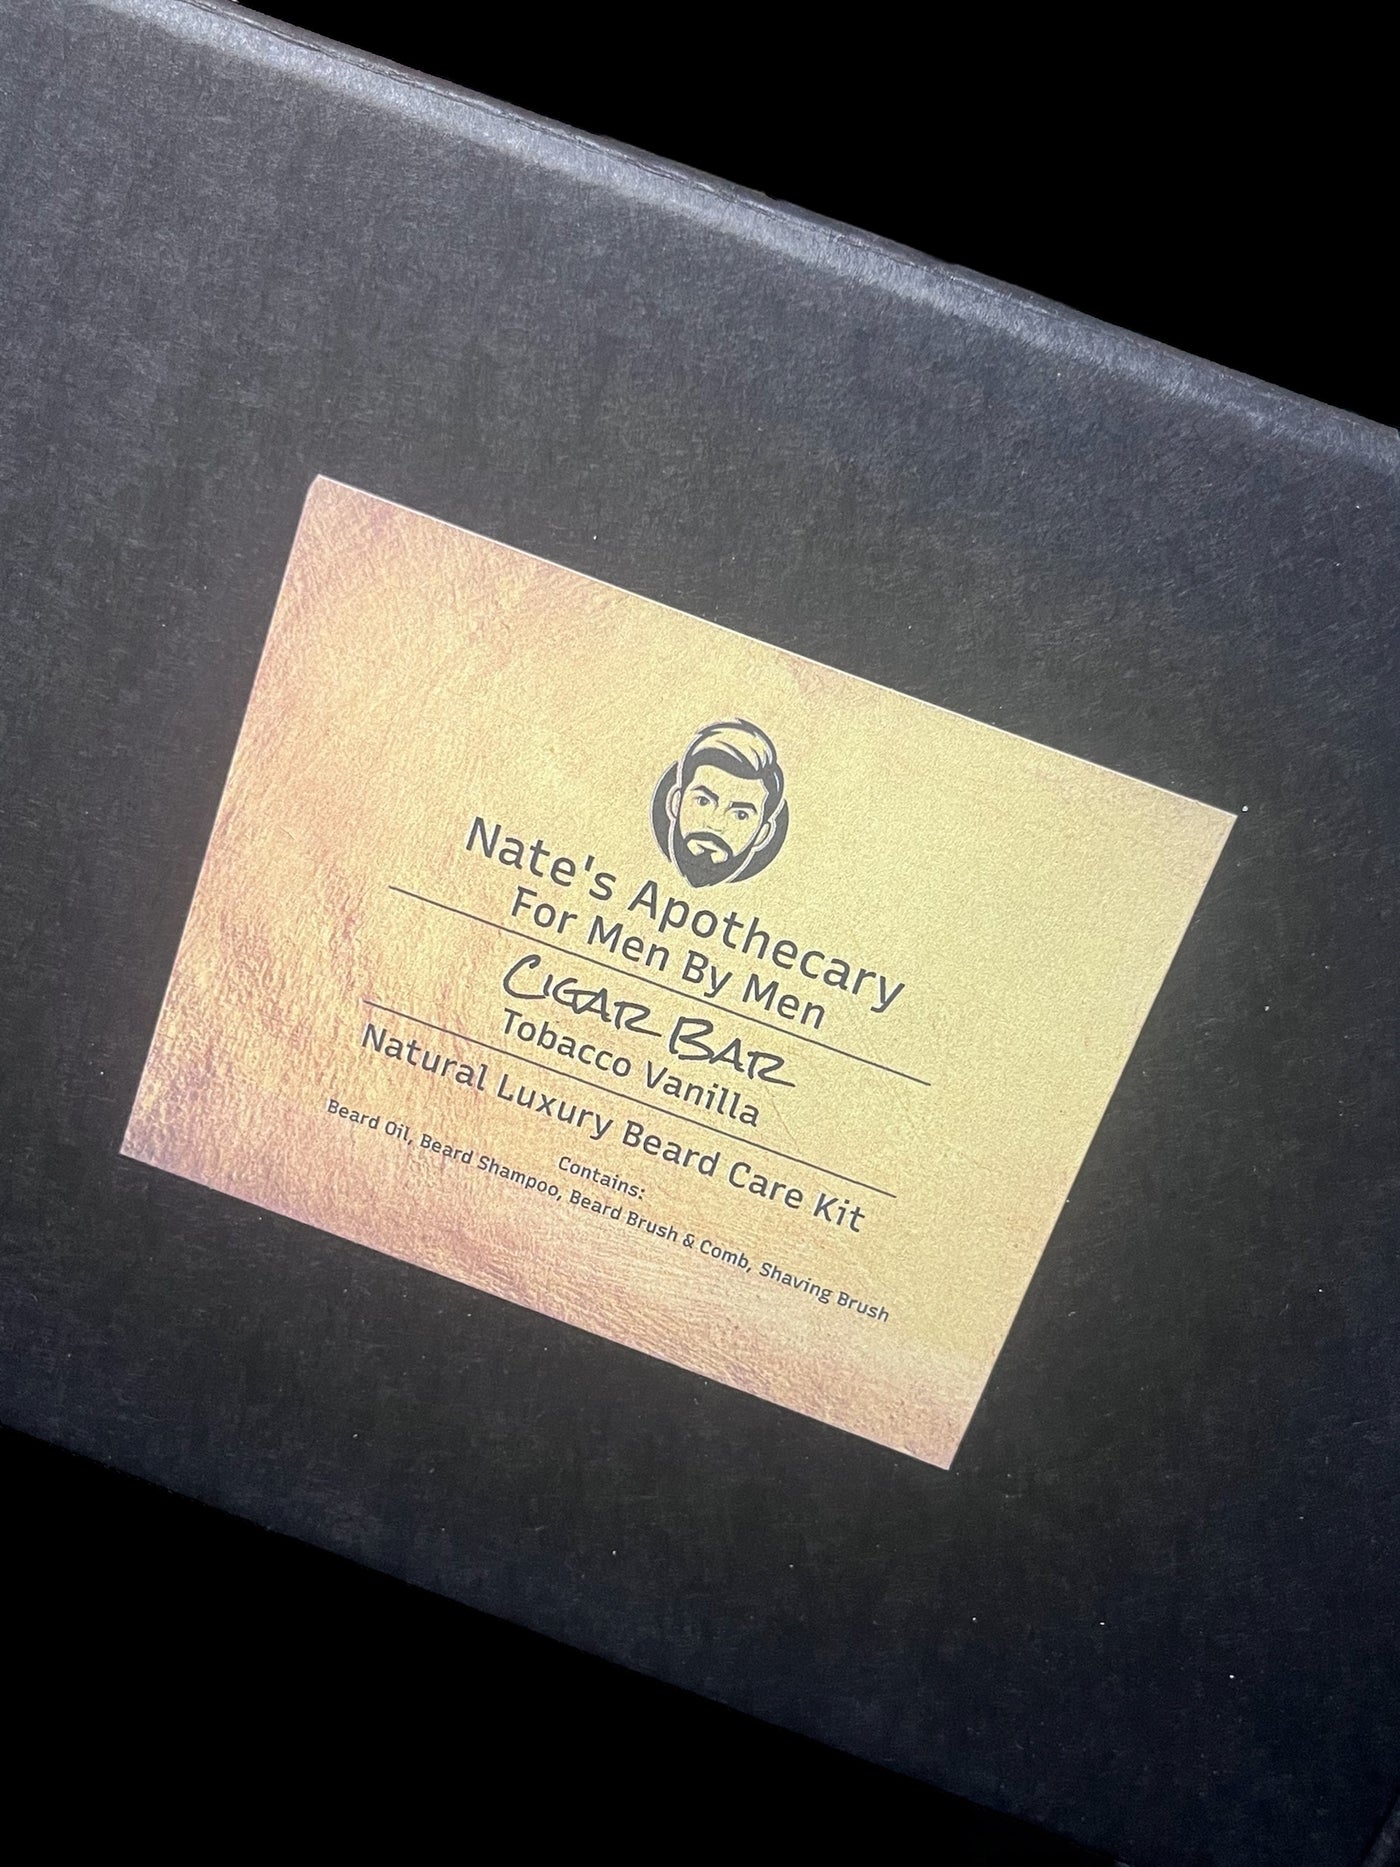 Nate's Apothecary
For Men By Men
Cigar Bar
Tobacco Vanilla
Natural Luxury Beard Care Kit
Contains:
Beard Oil, Beard Shampoo, Beard Brush & Comb, Shaving Brush